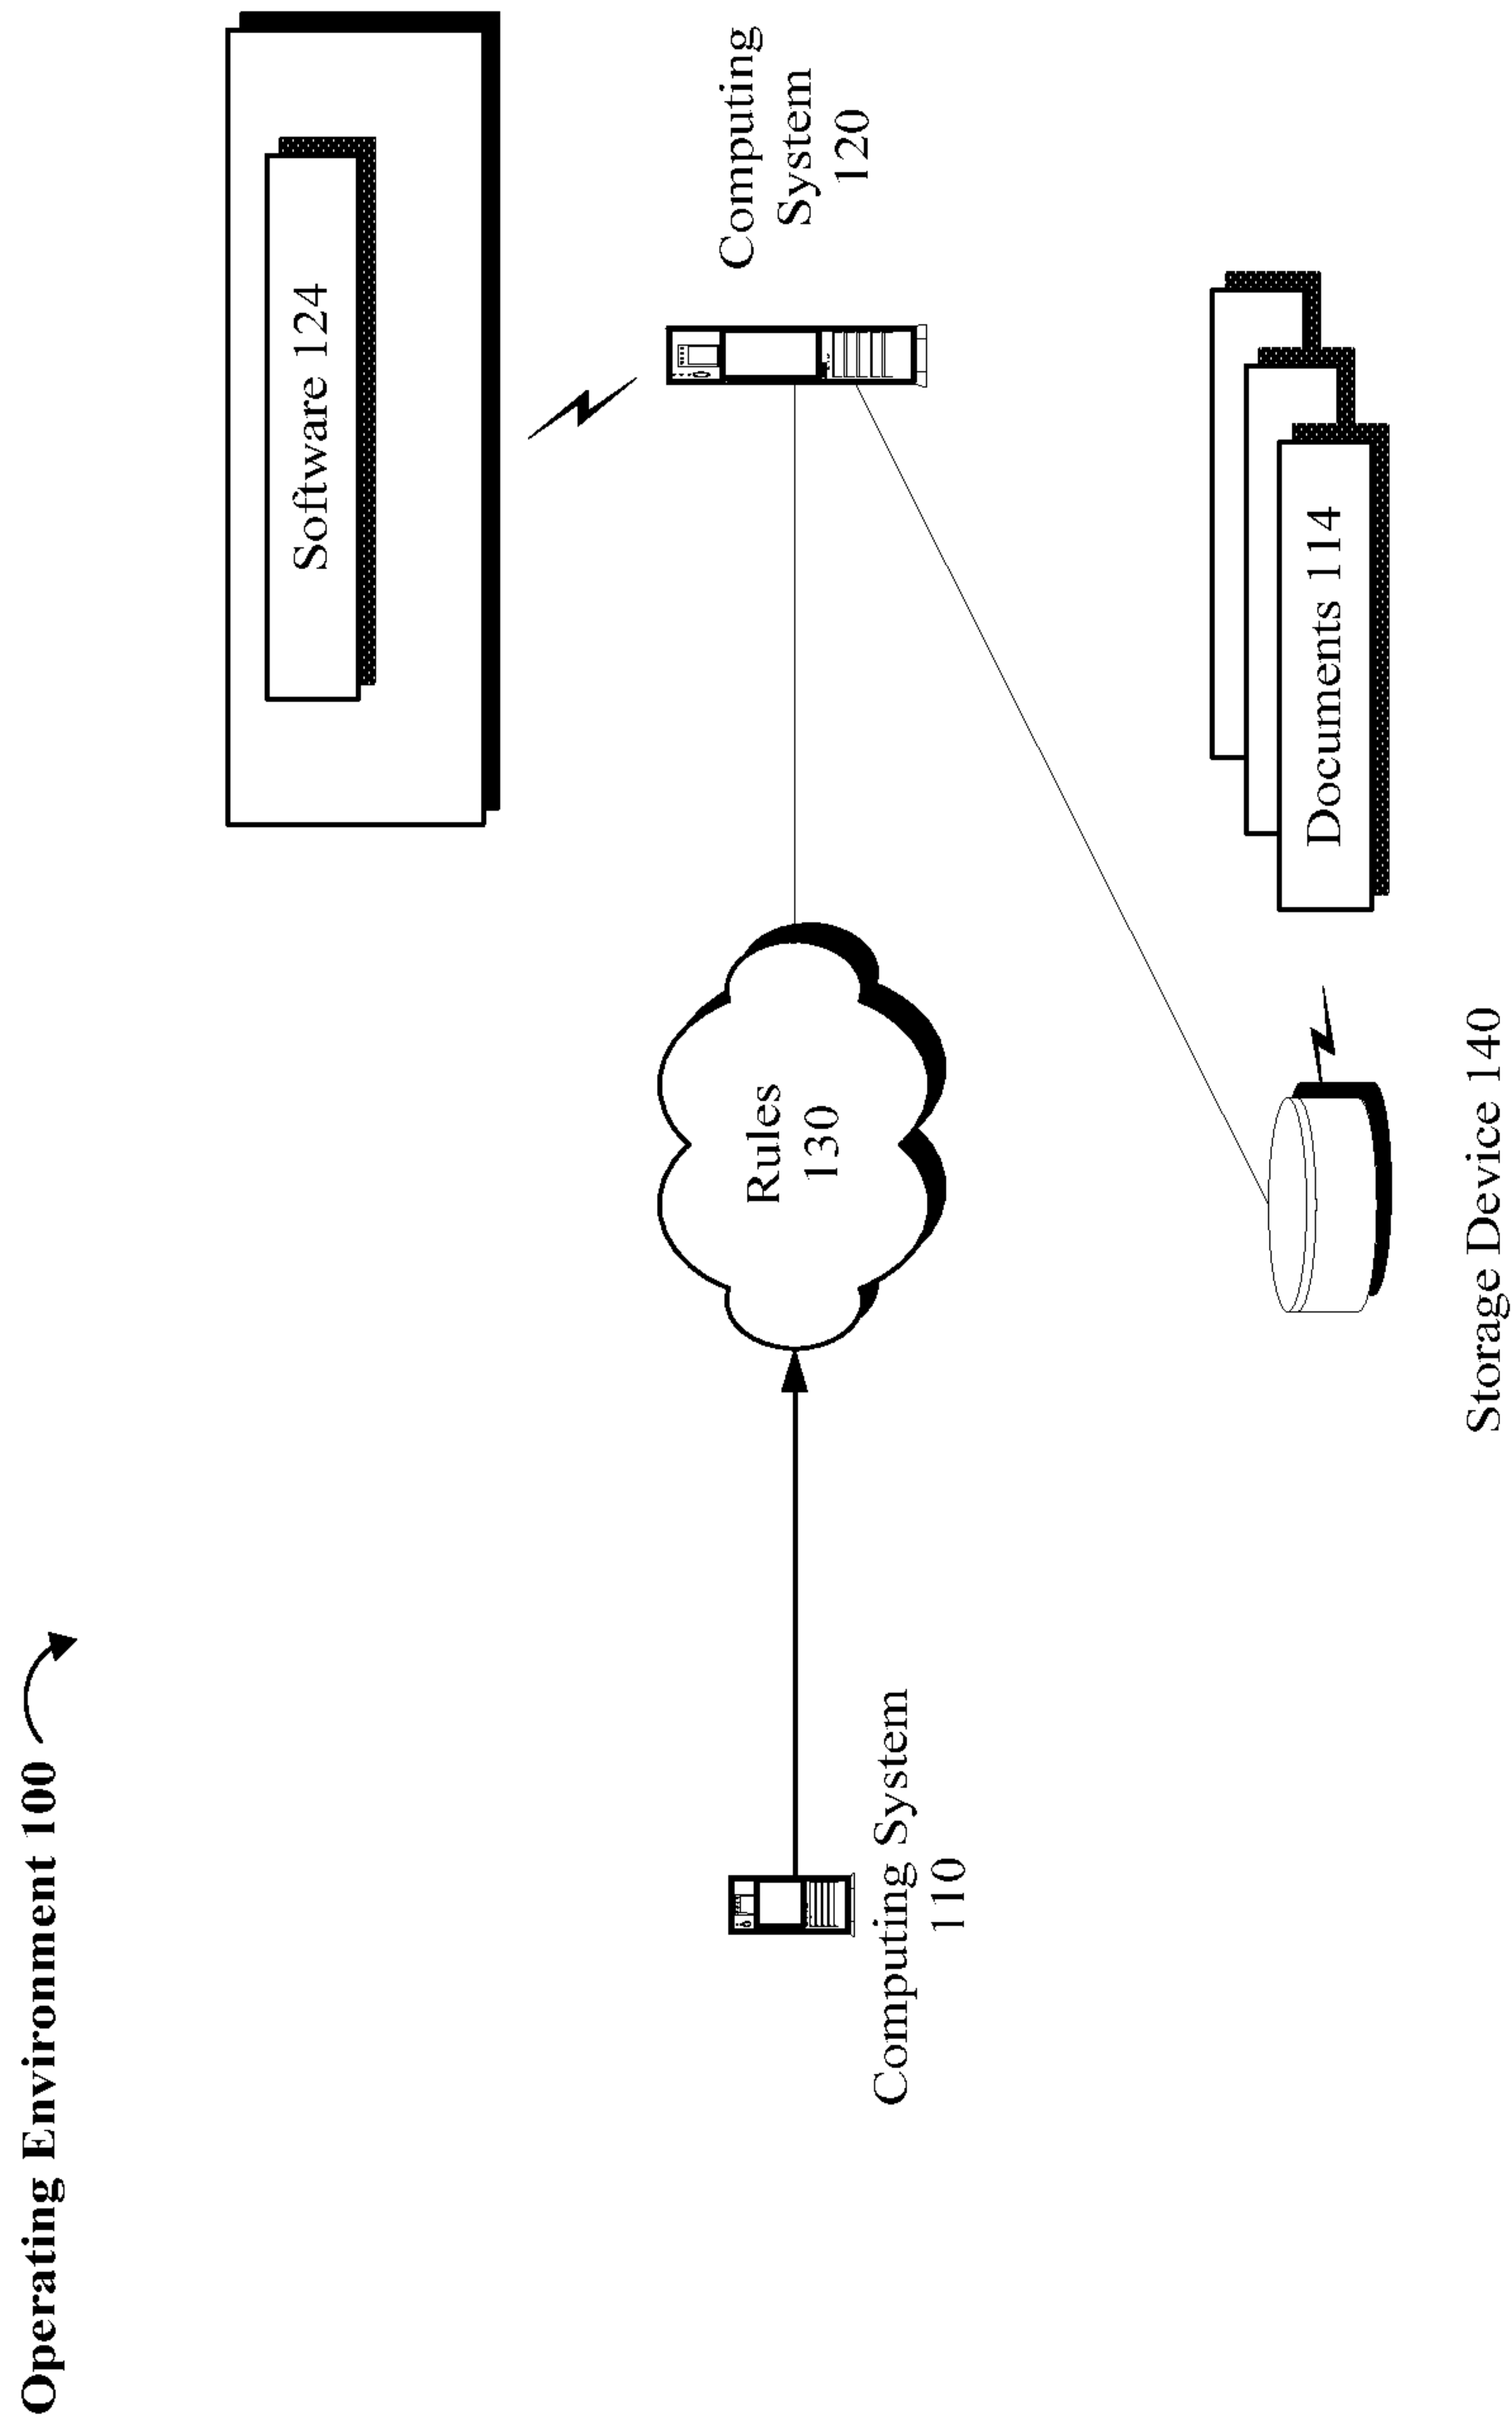 Operating Environment 100
Software 124
Computing
System
120
Rules
130
Computing System
110
Documents 114
Storage Device 140